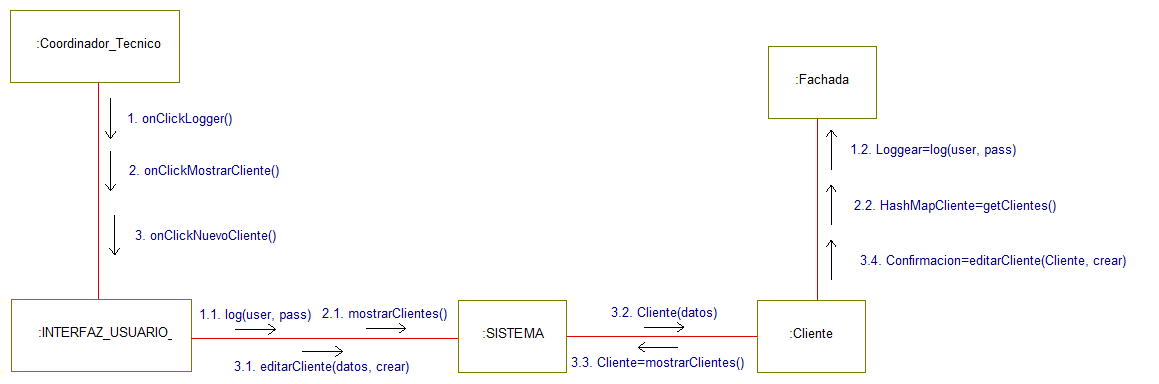 :Coordinador_Tecnico
:Fachada
1. onClickLogger()
1.2. Loggear=log(user, pass)
2. onClickMostrarCliente()
2.2. HashMapCliente=getClientes()
3. onClickNuevoCliente()
3.4. Confirmacion=editarCliente(Cliente, crear)
1.1. log(user, pass)
2.1. mostrarClientes()
3.2. Cliente(datos)
:INTERFAZ_USUARIO_
:SISTEMA
:Cliente
3.1. editarCliente(datos, crear)
3.3. Cliente=mostrarClientes()